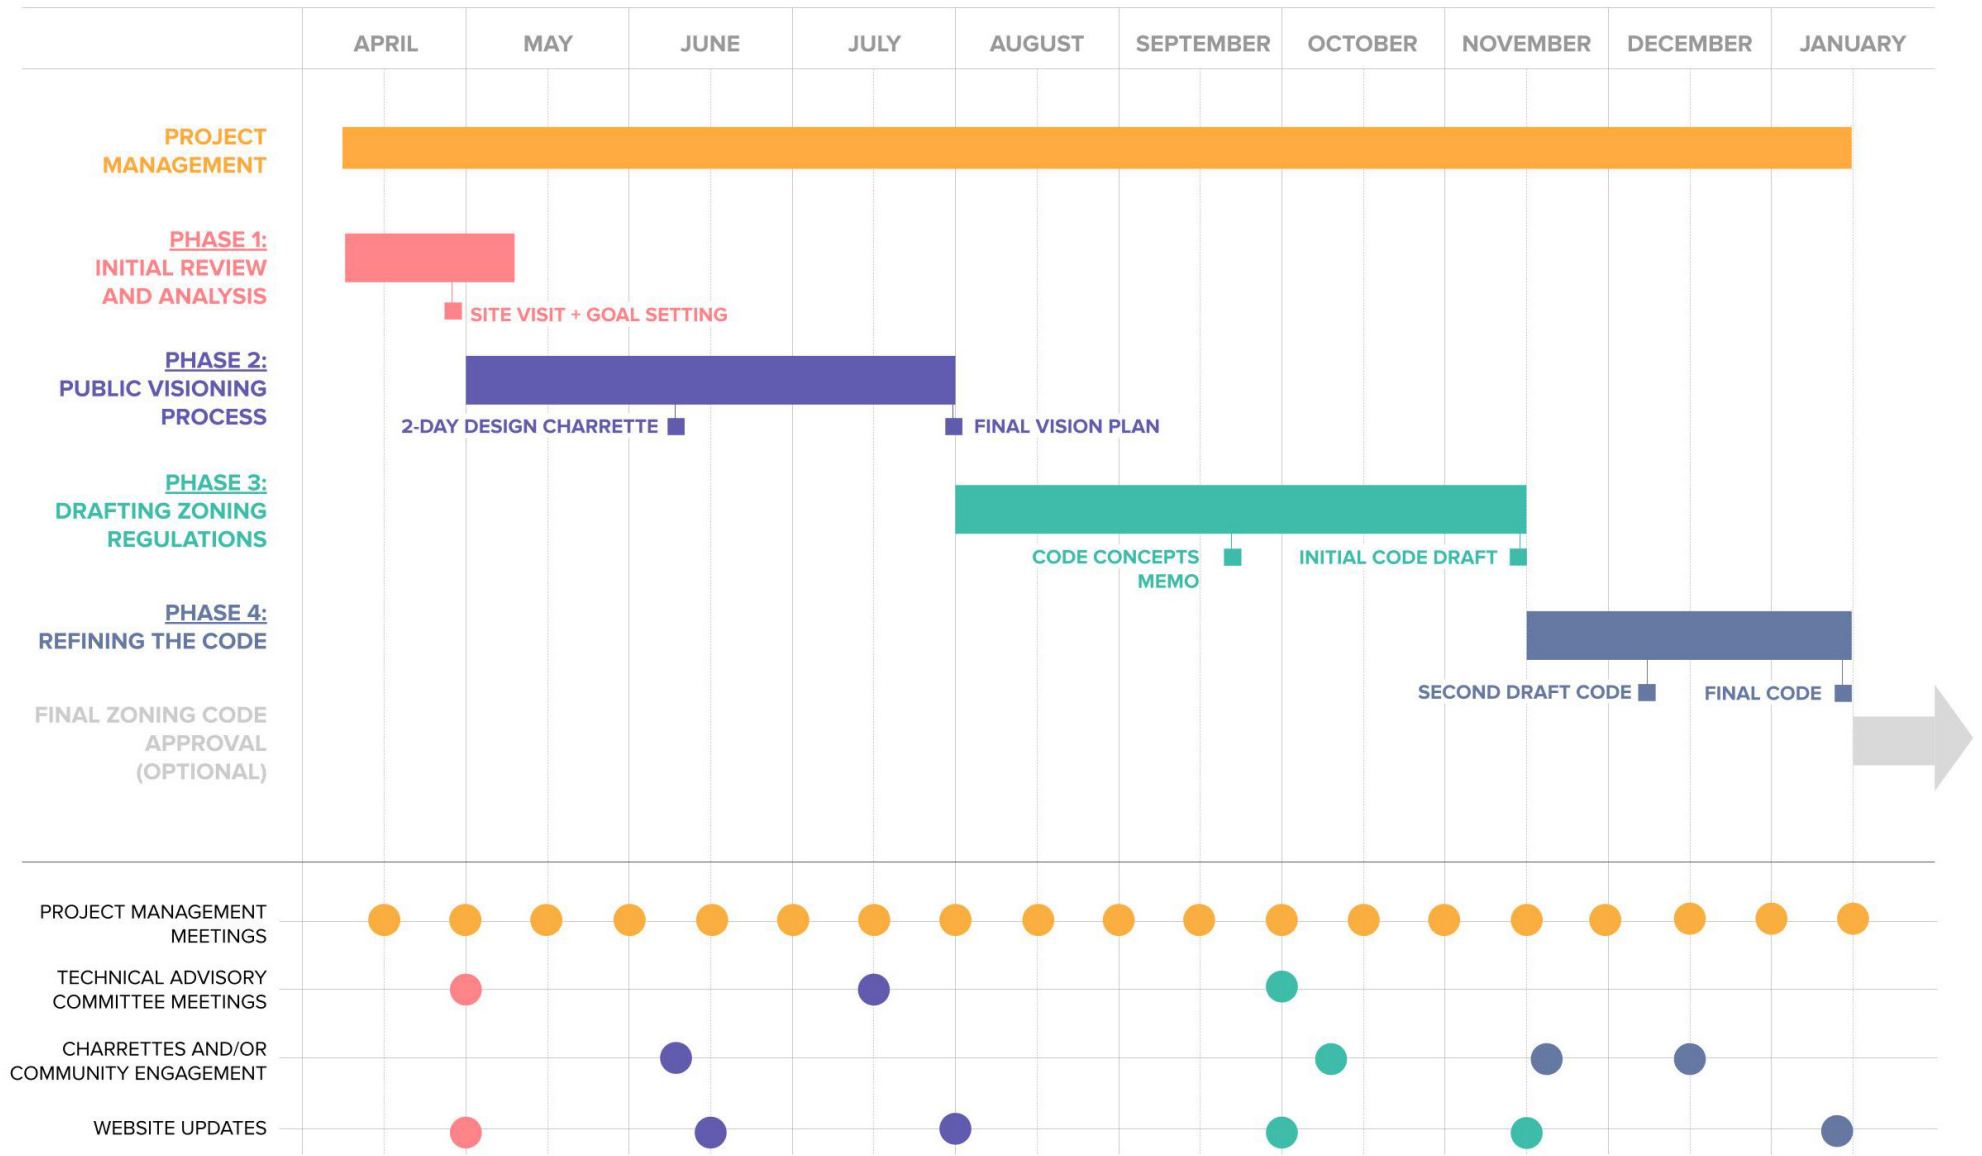 APRIL MAY JUNE JULY AUGUST SEPTEMBER OCTOBER NOVEMBER DECEMBER JANUARY
PROJECT
MANAGEMENT
PHASE 1:
INITIAL REVIEW
AND ANALYSIS
SITE VISIT + GOAL SETTING
PHASE 2:
PUBLIC VISIONING
PROCESS
2-DAY DESIGN CHARRETTE
FINAL VISION PLAN
PHASE 3:
DRAFTING ZONING
REGULATIONS
CODE CONCEPTS
MEMO
INITIAL CODE DRAFT
PHASE 4:
REFINING THE CODE
SECOND DRAFT CODE
FINAL CODE
FINAL ZONING CODE
APPROVAL
(OPTIONAL)
PROJECT MANAGEMENT
MEETINGS
TECHNICAL ADVISORY
COMMITTEE MEETINGS
CHARRETTES AND/OR
COMMUNITY ENGAGEMENT
WEBSITE UPDATES